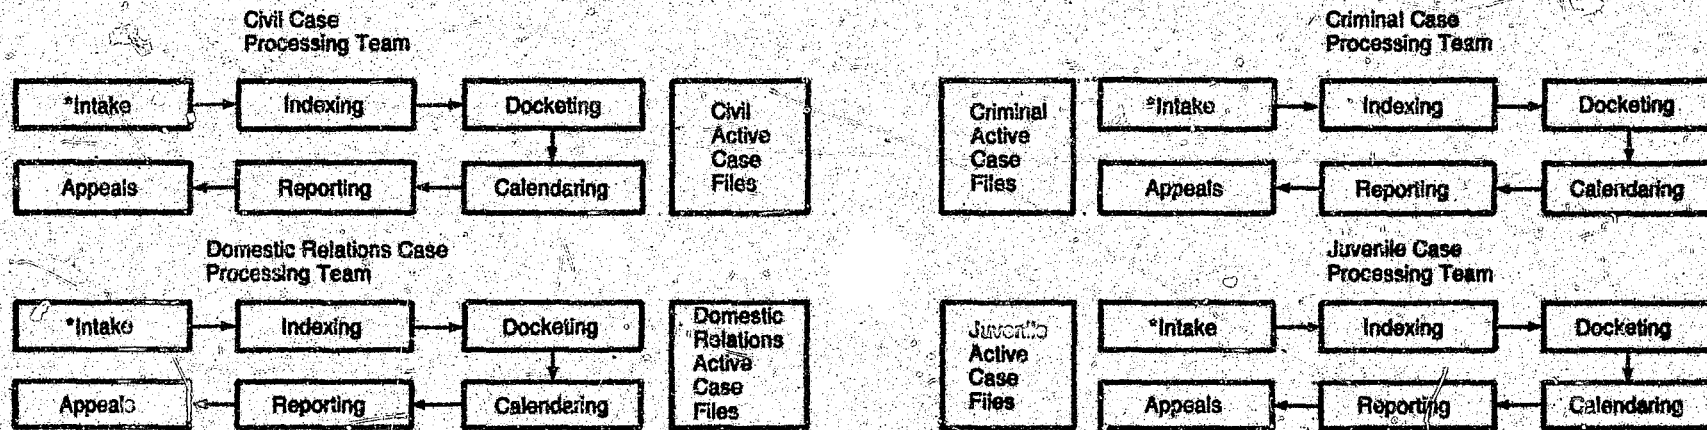 Civil Case
Processing Team
*Intake
Indexing
Docketing
Appeals
Reporting
Calendaring
Civil
Active
Case
Files
Criminal Case
Processing Team
Criminal
Active
Case
Files
*Intake
Indexing
Docketing
Appeals
Reporting
Calendaring
Domestic Relations Case
Processing Team
*Intake
Indexing
Docketing
Appeals
Reporting
Calendaring
Domestic
Relations
Active
Case
Files
Juvenile Case
Processing Team
Juvenile
Active
Case
Files
*Intake
Indexing
Docketing
Appeals
Reporting
Calendaring